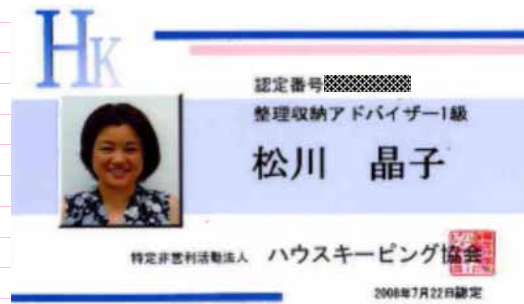 HK
認定番号
整理収納アドバイザー1級
松川 晶子
特定非営利活動法人 ハウスキーピング協会
2008年7月22日認定